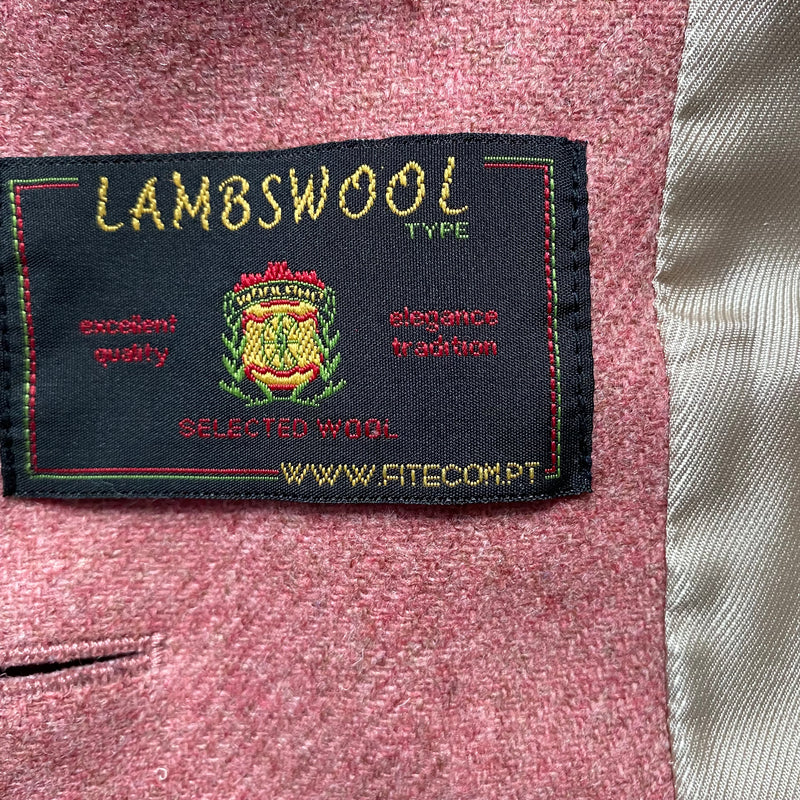 LAMBSWOOL
TYPE
excellent
quality
elegance
tradition
SELECTED WOOL
WWW.FITECOM.PT